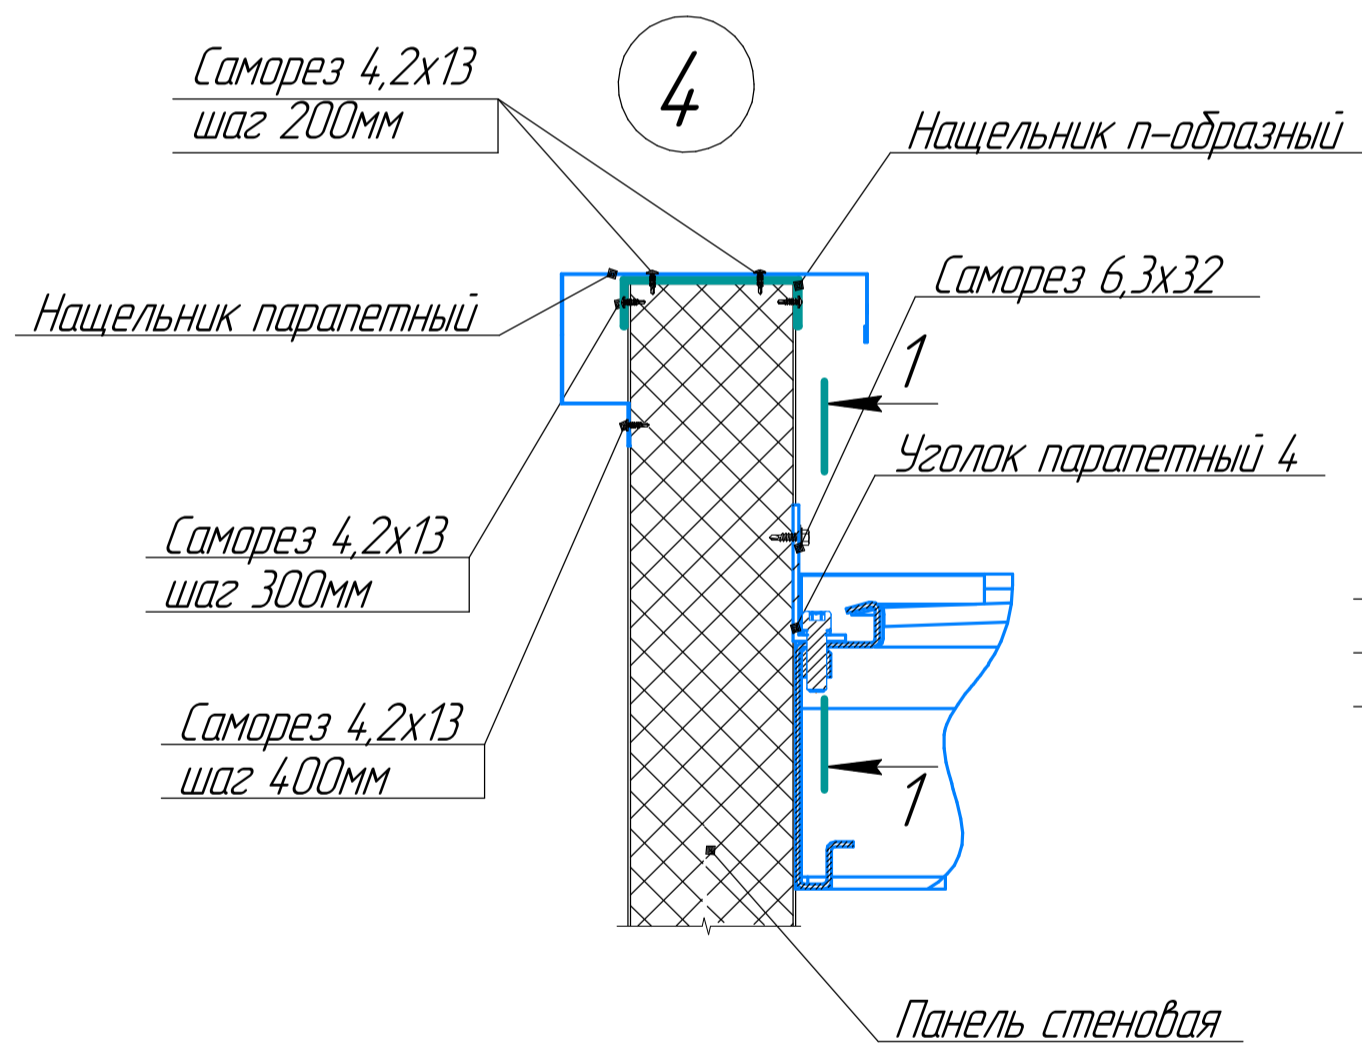 Саморез 4,2х13
шаг 200мм
4
Нащельник п-образный
Саморез 6,3х32
Нащельник парапетный
1
Уголок парапетный 4
Саморез 4,2х13
шаг 300мм
Саморез 4,2х13
шаг 400мм
1
Панель стеновая